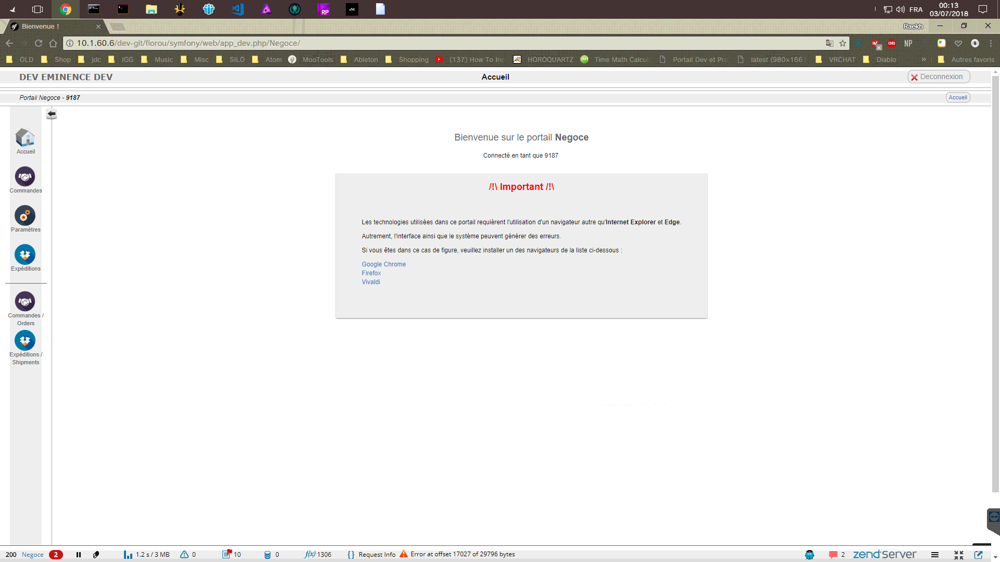 FRA
00:13
03/07/2018
Bienvenue !
Raekh
10.1.60.6/dev-git/florou/symfony/web/app_dev.php/Negoce/
CORS
NP
OLD Shop jdc IGG Music Misc SILO Atom MooTools Ableton Shopping (137) How To Inc HOROQUARTZ Time Math Calcul Portail Dev et Pro latest (980×1661 VRCHAT Diablo » Autres favoris
DEV EMINENCE DEV
Accueil
Deconnexion
Portail Negoce - 9187
Accueil
Accueil
Commandes
Paramètres
Expéditions
Commandes /
Orders
Expéditions /
Shipments
Bienvenue sur le portail Negoce
Connecté en tant que 9187
/!\ Important /!\
Les technologies utilisées dans ce portail requièrent l'utilisation d'un navigateur autre qu'Internet Explorer et Edge.
Autrement, l'interface ainsi que le système peuvent générer des erreurs.
Si vous êtes dans ce cas de figure, veuillez installer un des navigateurs de la liste ci-dessous :
Google Chrome
Firefox
Vivaldi
200 Negoce 2 1.2 s / 3 MB 0 10 0 f(x) 1306 {} Request Info Error at offset 17027 of 29796 bytes 2 zend Server